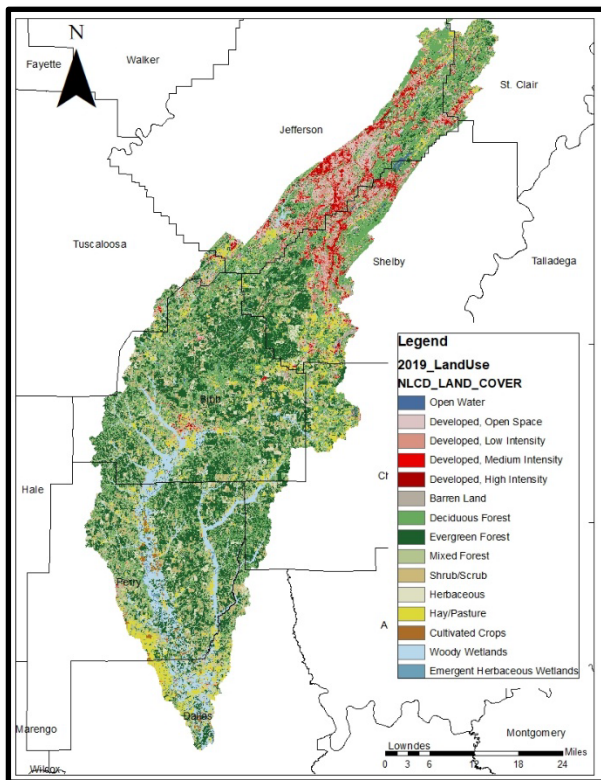 N
Fayette
Walker
St. Clair
Jefferson
Tuscaloosa
Shelby
Talladega
Legend
2019_LandUse
NLCD_LAND_COVER
Open Water
Developed, Open Space
Developed, Low Intensity
Developed, Medium Intensity
Developed, High Intensity
Barren Land
Deciduous Forest
Evergreen Forest
Mixed Forest
Shrub/Scrub
Herbaceous
Hay/Pasture
Cultivated Crops
Woody Wetlands
Emergent Herbaceous Wetlands
Bibb
Hale
Ch
Perry
A
Dallas
Marengo
Wilcox
Lowndes
Montgomery
Miles
0 3 6 12 18 24